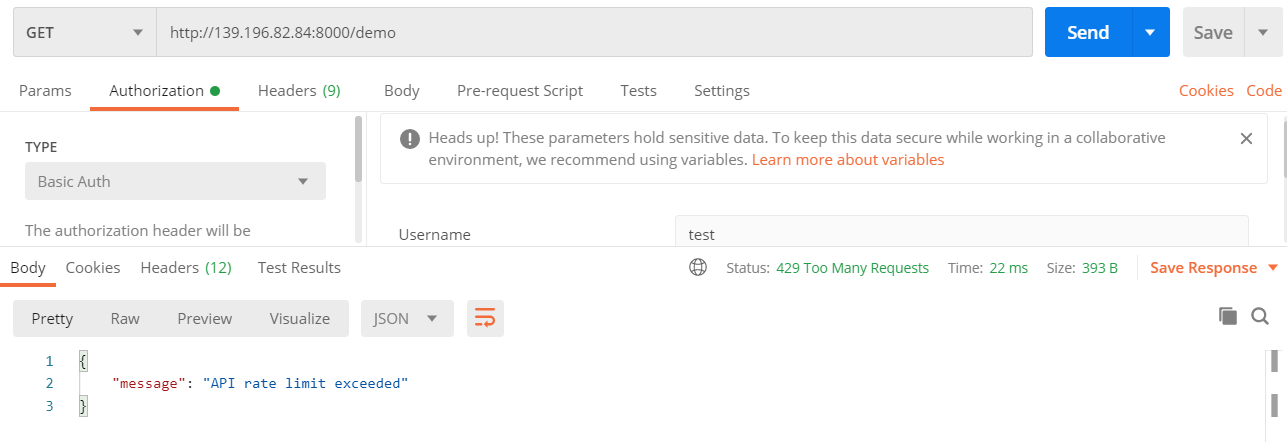 GET http://139.196.82.84:8000/demo Send Save
Params Authorization Headers (9) Body Pre-request Script Tests Settings Cookies Code
TYPE
Heads up! These parameters hold sensitive data. To keep this data secure while working in a collaborative
environment, we recommend using variables. Learn more about variables
Basic Auth
The authorization header will be
Username test
Body Cookies Headers (12) Test Results Status: 429 Too Many Requests Time: 22 ms Size: 393 B Save Response
Pretty Raw Preview Visualize JSON
1 {
2 "message": "API rate limit exceeded"
3 }